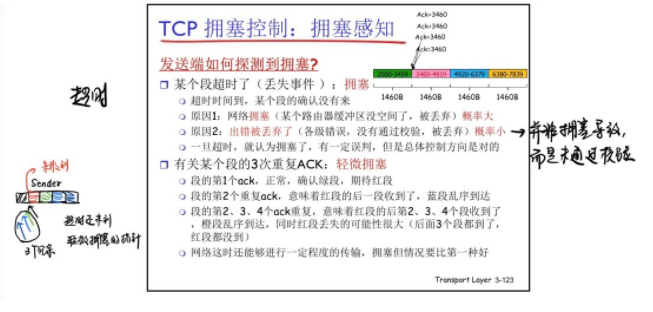 TCP 拥塞控制：拥塞感知
Ack=3460
Ack=3460
Ack=3460
Ack=3460
2000-3459 3460-4919 4920-6379 6380-7839
1460B 1460B 1460B 1460B
发送端如何探测到拥塞?
某个段超时了（丢失事件）：拥塞
超时时间到，某个段的确认没有来
原因1：网络拥塞（某个路由器缓冲区没空间了，被丢弃）概率大
原因2：出错被丢弃了（各级错误，没有通过校验，被丢弃）概率小
一旦超时，就认为拥塞了，有一定误判，但是总体控制方向是对的
有关某个段的3次重复ACK：轻微拥塞
段的第1个ack，正常，确认绿段，期待红段
段的第2个重复ack，意味着红段的后一段收到了，蓝段乱序到达
段的第2、3、4个ack重复，意味着红段的后第2、3、4个段收到了
，橙段乱序到达，同时红段丢失的可能性很大（后面3个段都到了，
红段都没到）
网络这时还能够进行一定程度的传输，拥塞但情况要比第一种好
Transport Layer 3-123
超时
Sender
超时还未到
轻微拥塞的指针
3个冗余
并非拥塞导致，
而是未通过校验